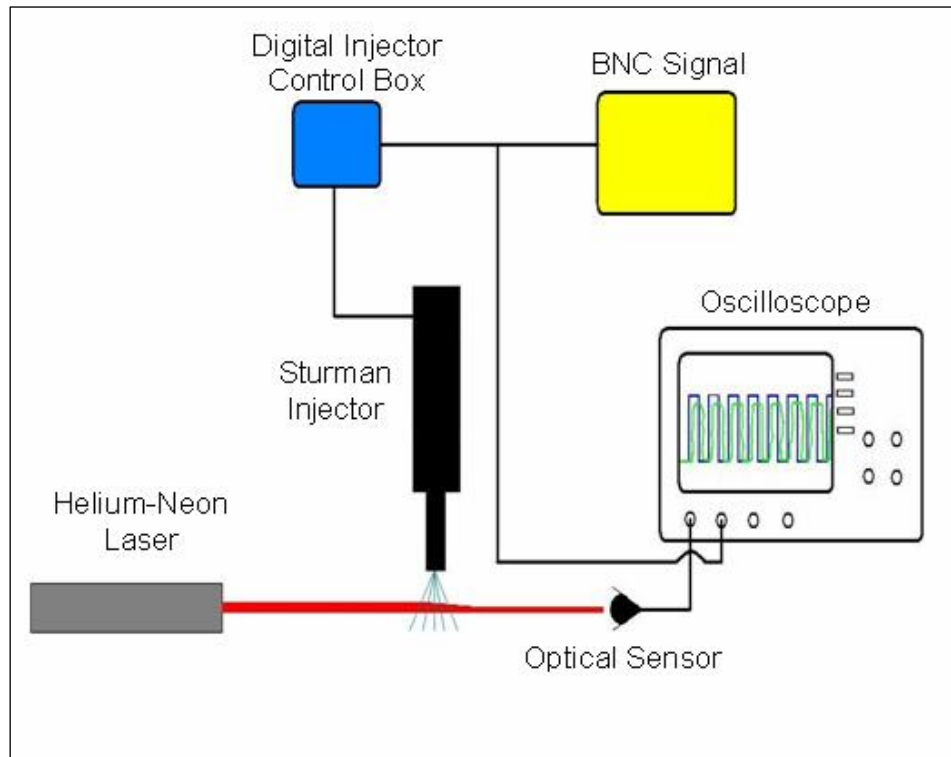 Digital Injector
Control Box
BNC Signal
Oscilloscope
Sturman
Injector
Helium-Neon
Laser
Optical Sensor